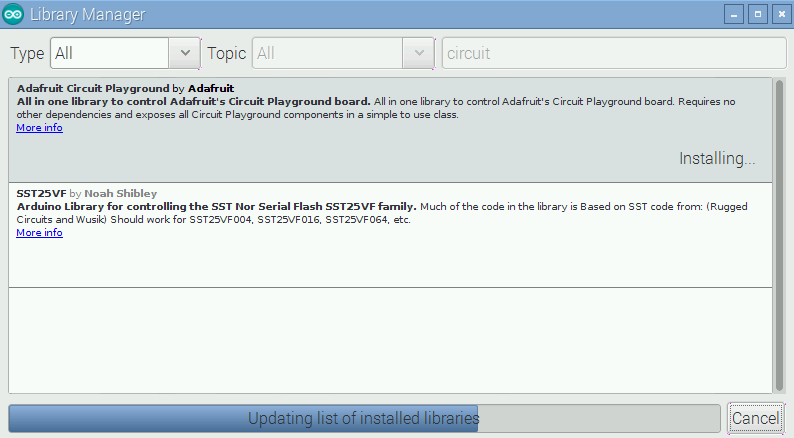 Library Manager
Type All Topic All circuit
Adafruit Circuit Playground by Adafruit
All in one library to control Adafruit's Circuit Playground board. All in one library to control Adafruit's Circuit Playground board. Requires no
other dependencies and exposes all Circuit Playground components in a simple to use class.
More info
Installing...
SST25VF by Noah Shibley
Arduino Library for controlling the SST Nor Serial Flash SST25VF family. Much of the code in the library is Based on SST code from: (Rugged
Circuits and Wusik) Should work for SST25VF004, SST25VF016, SST25VF064, etc.
More info
Updating list of installed libraries
Cancel